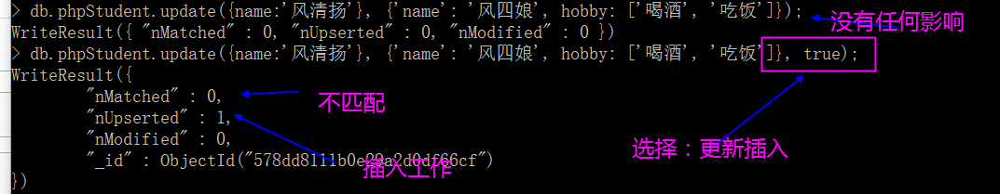 > db.phpStudent.update({name:'风清扬'}, {'name' : '风四娘', hobby: ['喝酒', '吃饭']});
没有任何影响
WriteResult({ "nMatched" : 0, "nUpserted" : 0, "nModified" : 0 })
> db.phpStudent.update({name:'风清扬'}, {'name' : '风四娘', hobby: ['喝酒', '吃饭']}, true);
WriteResult({
"nMatched" : 0,
不匹配
"nUpserted" : 1,
"nModified" : 0,
选择：更新插入
"_id" : ObjectId("
插入工作
})